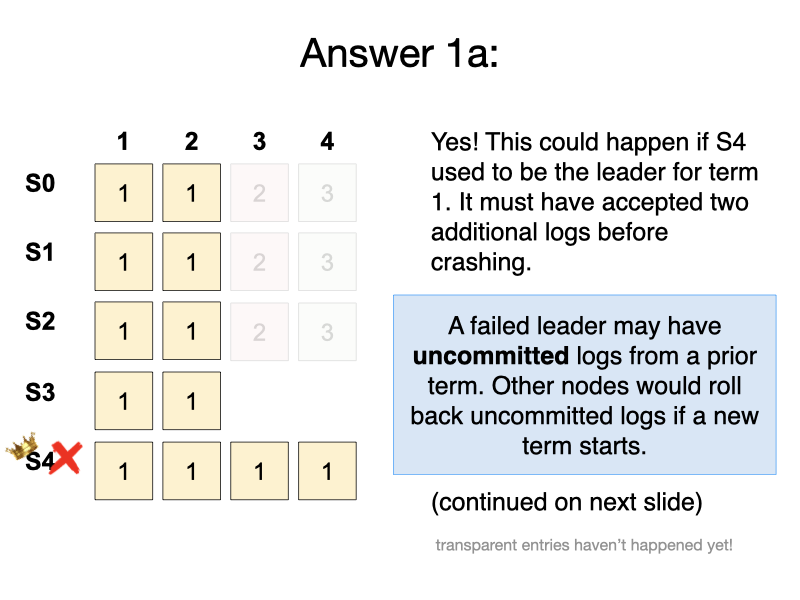 Answer 1a:
1 2 3 4
S0 1 1 2 3
S1 1 1 2 3
S2 1 1 2 3
S3 1 1
S4 1 1 1 1
Yes! This could happen if S4
used to be the leader for term
1. It must have accepted two
additional logs before
crashing.
A failed leader may have
uncommitted logs from a prior
term. Other nodes would roll
back uncommitted logs if a new
term starts.
(continued on next slide)
transparent entries haven’t happened yet!